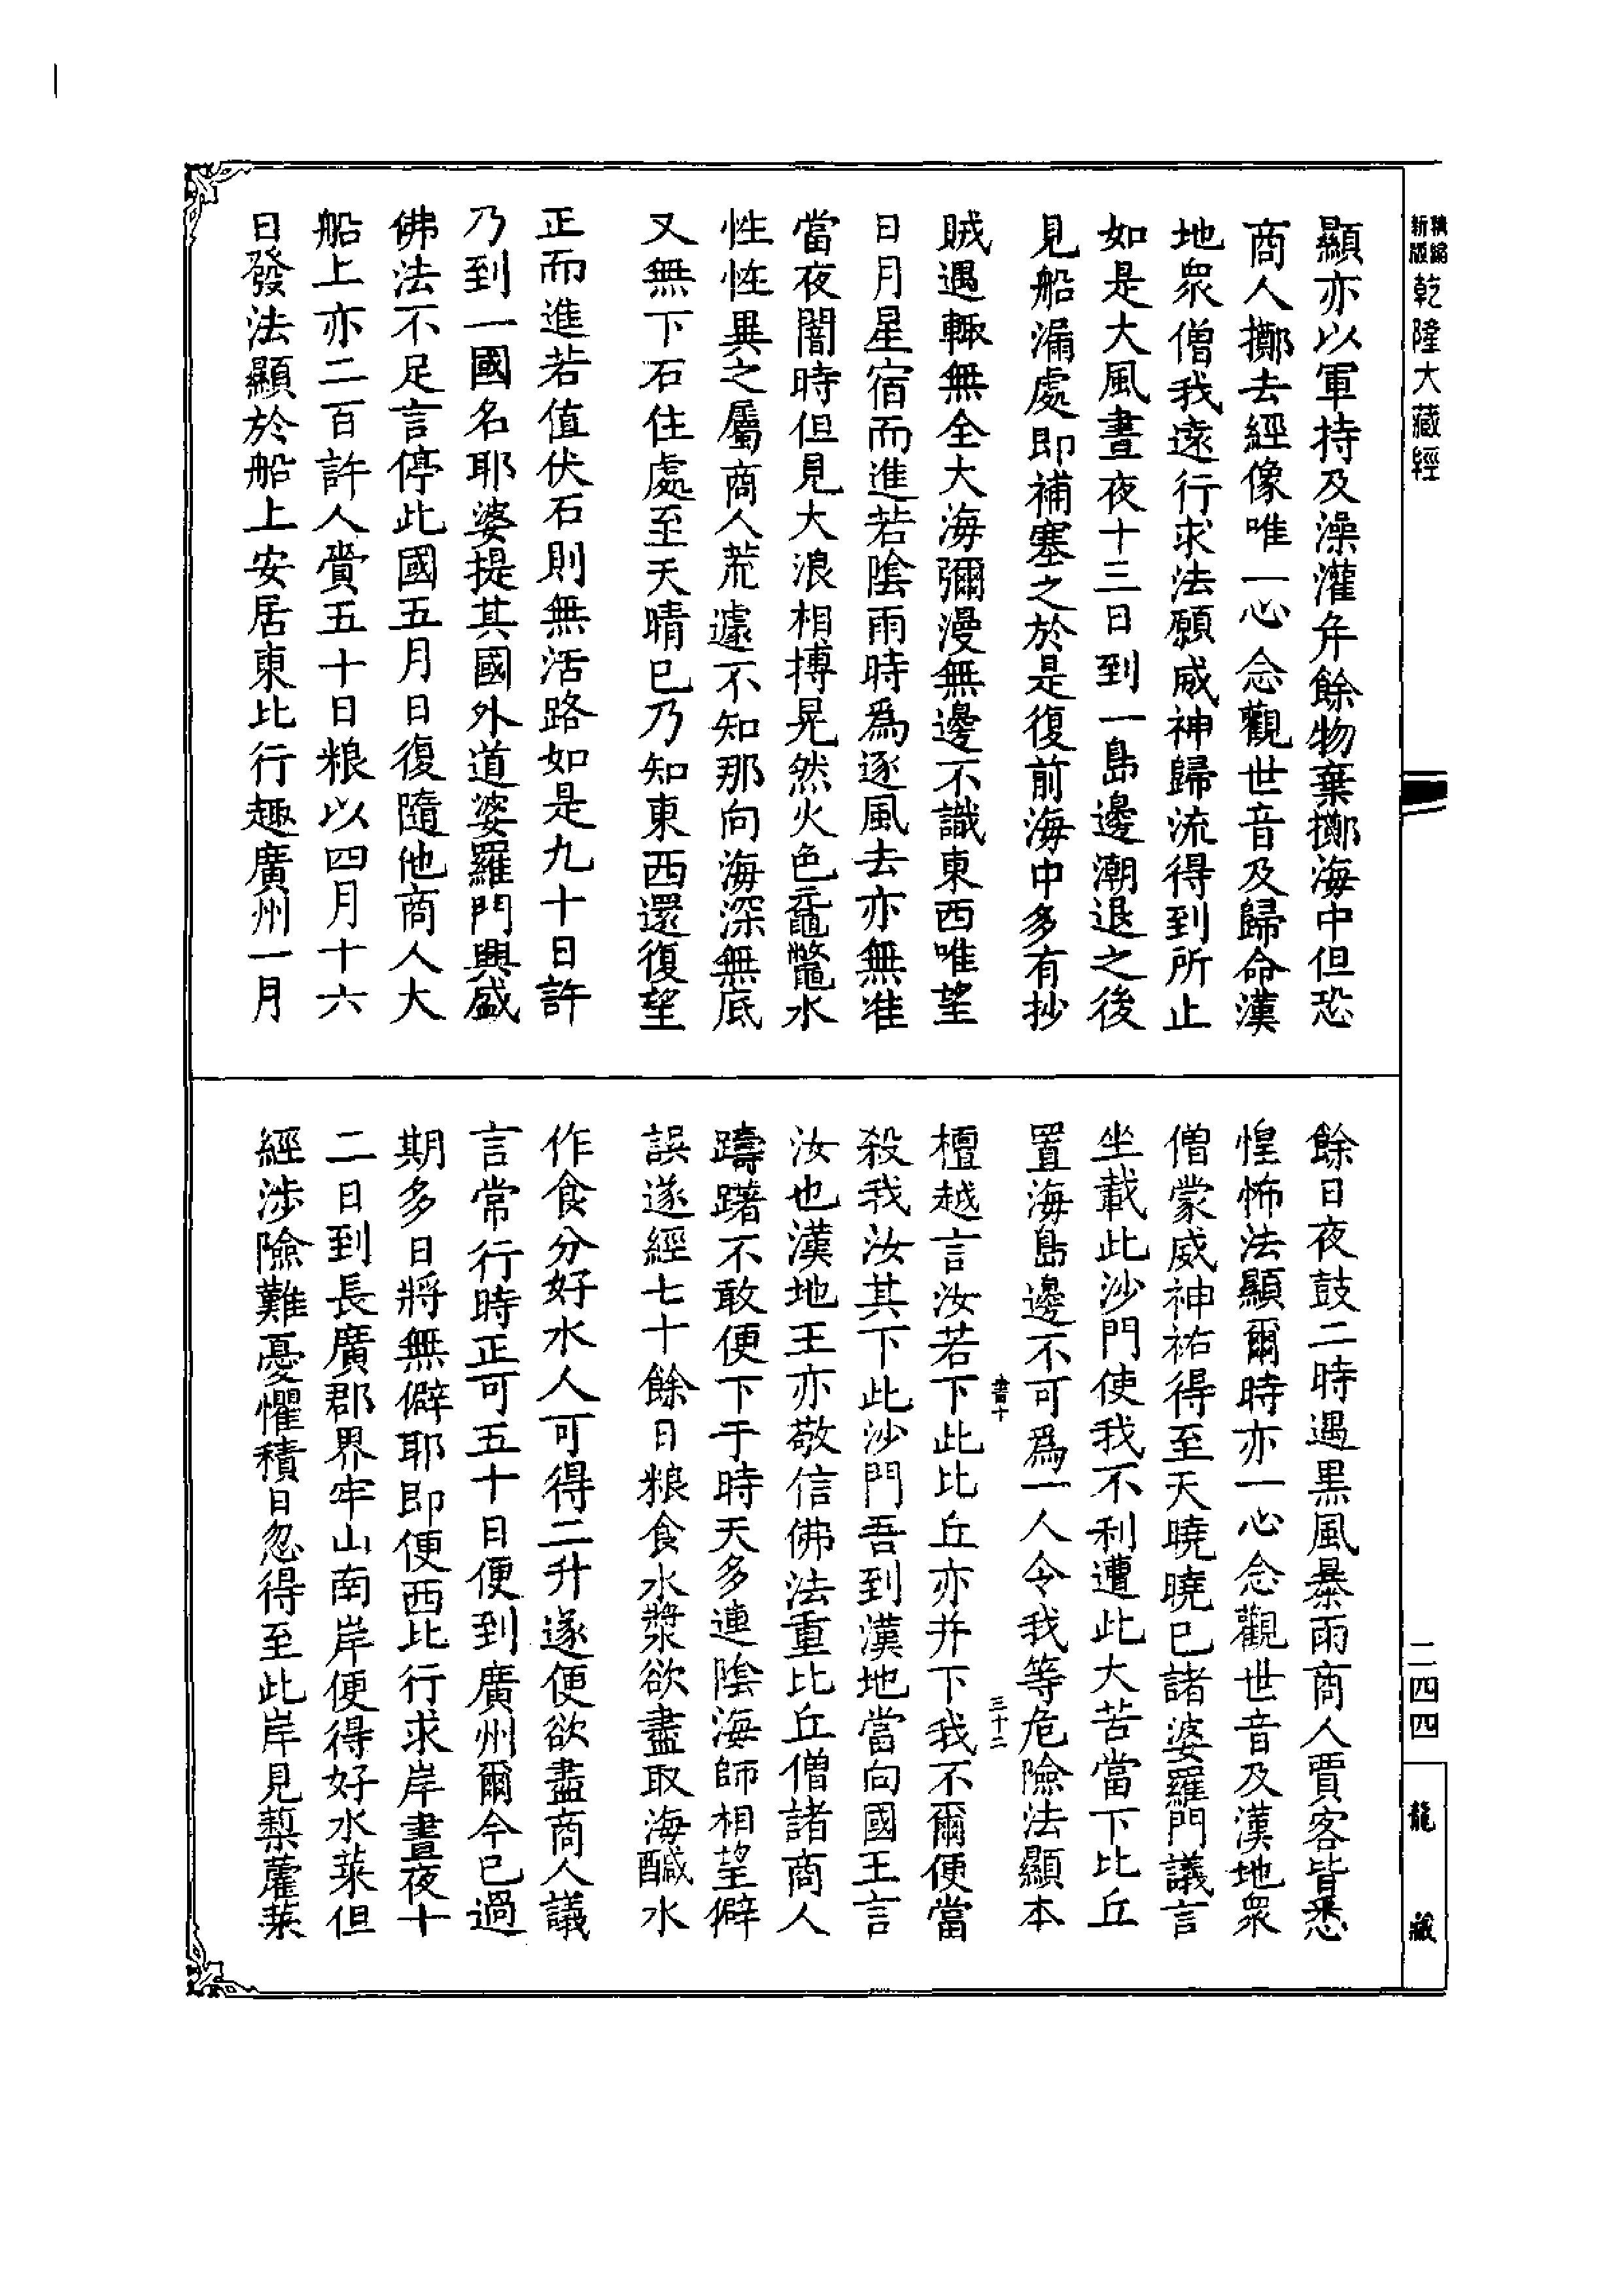 新版精縮乾隆大藏經
顯亦以軍持及澡灌并餘物棄擲海中但恐
商人擲去經像唯一心念觀世音及歸命漢
地衆僧我遠行求法願威神歸流得到所止
如是大風晝夜十三日到一島邊潮退之後
見船漏處即補塞之於是復前海中多有抄
賊遇輙無全大海彌漫無邊不識東西唯望
日月星宿而進若陰雨時爲逐風去亦無准
當夜闇時但見大浪相搏晃然火色黿鼈水
性性異之屬商人荒遽不知那向海深無底
又無下石住處至天晴已乃知東西還復望
正而進若值伏石則無活路如是九十日許
乃到一國名耶婆提其國外道婆羅門興盛
佛法不足言停此國五月日復隨他商人大
船上亦二百許人賫五十日粮以四月十六
日發法顯於船上安居東北行趣廣州一月
餘日夜鼓二時遇黒風暴雨商人賈客皆悉
惶怖法顯爾時亦一心念觀世音及漢地衆
僧蒙威神祐得至天曉曉已諸婆羅門議言
坐載此沙門使我不利遭此大苦當下比丘
置海島邊不可爲一人令我等危險法顯本
書十 三十二
檀越言汝若下此比丘亦并下我不爾便當
殺我汝其下此沙門吾到漢地當向國王言
汝也漢地王亦敬信佛法重比丘僧諸商人
躊躇不敢便下于時天多連陰海師相望僻
誤遂經七十餘日粮食水漿欲盡取海醎水
作食分好水人可得二升遂便欲盡商人議
言常行時正可五十日便到廣州爾今已過
期多日將無僻耶即便西北行求岸晝夜十
二日到長廣郡界牢山南岸便得好水菜但
經涉險難憂懼積日忽得至此岸見藜藿菜
二四四
龍藏